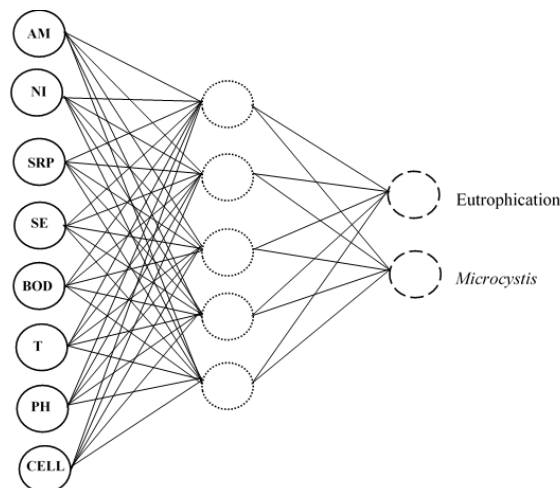 AM
NI
SRP
SE
BOD
T
PH
CELL
Eutrophication
Microcystis